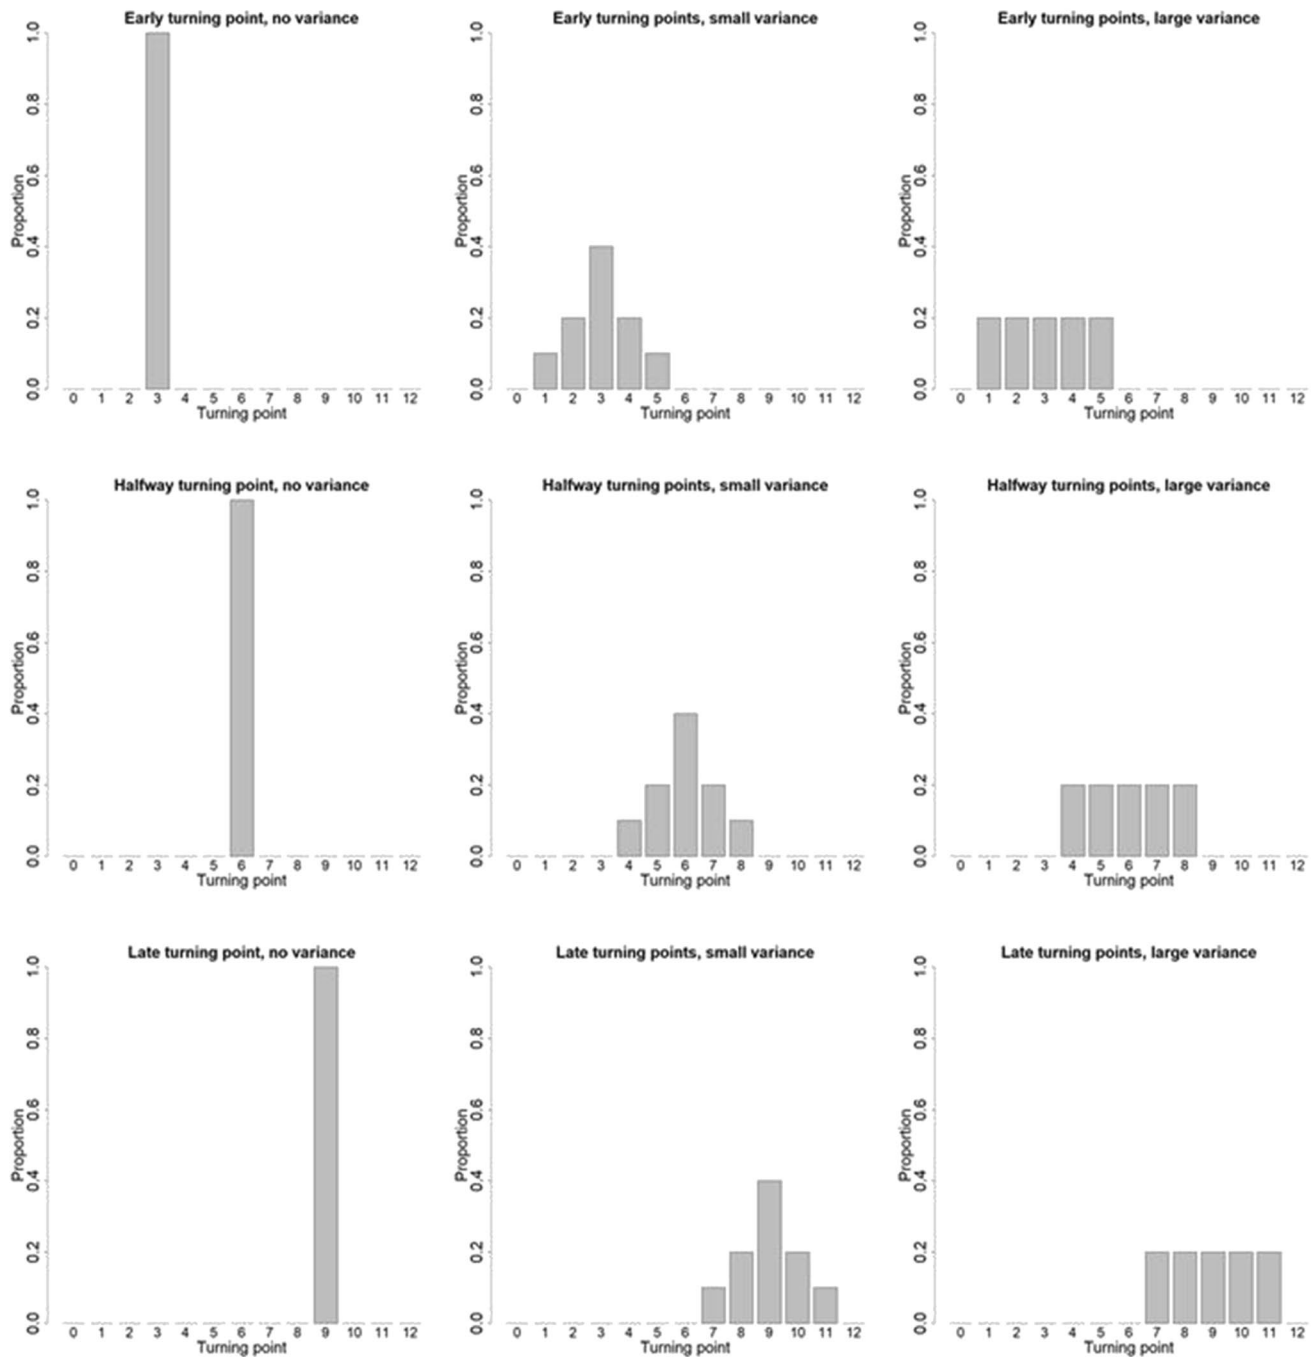 Early turning point, no variance
1.0
0.8
0.6
0.4
0.2
0.0
Proportion
0 1 2 3 4 5 6 7 8 9 10 11 12
Turning point
Early turning points, small variance
1.0
0.8
0.6
0.4
0.2
0.0
Proportion
0 1 2 3 4 5 6 7 8 9 10 11 12
Turning point
Early turning points, large variance
1.0
0.8
0.6
0.4
0.2
0.0
Proportion
0 1 2 3 4 5 6 7 8 9 10 11 12
Turning point
Halfway turning point, no variance
1.0
0.8
0.6
0.4
0.2
0.0
Proportion
0 1 2 3 4 5 6 7 8 9 10 11 12
Turning point
Halfway turning points, small variance
1.0
0.8
0.6
0.4
0.2
0.0
Proportion
0 1 2 3 4 5 6 7 8 9 10 11 12
Turning point
Halfway turning points, large variance
1.0
0.8
0.6
0.4
0.2
0.0
Proportion
0 1 2 3 4 5 6 7 8 9 10 11 12
Turning point
Late turning point, no variance
1.0
0.8
0.6
0.4
0.2
0.0
Proportion
0 1 2 3 4 5 6 7 8 9 10 11 12
Turning point
Late turning points, small variance
1.0
0.8
0.6
0.4
0.2
0.0
Proportion
0 1 2 3 4 5 6 7 8 9 10 11 12
Turning point
Late turning points, large variance
1.0
0.8
0.6
0.4
0.2
0.0
Proportion
0 1 2 3 4 5 6 7 8 9 10 11 12
Turning point